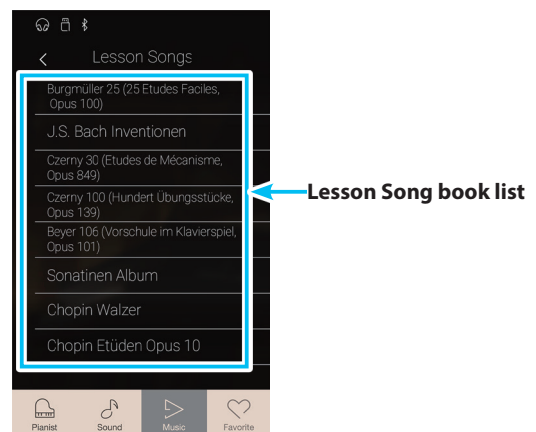 Lesson Songs
Burgmüller 25 (25 Etudes Faciles,
Opus 100)
J.S. Bach Inventionen
Czerny 30 (Etudes de Mécanisme,
Opus 849)
Czerny 100 (Hundert Übungsstücke,
Opus 139)
Beyer 106 (Vorschule im Klavierspiel,
Opus 101)
Sonatinen Album
Chopin Walzer
Chopin Etüden Opus 10
Lesson Song book list
Pianist Sound Music Favorite